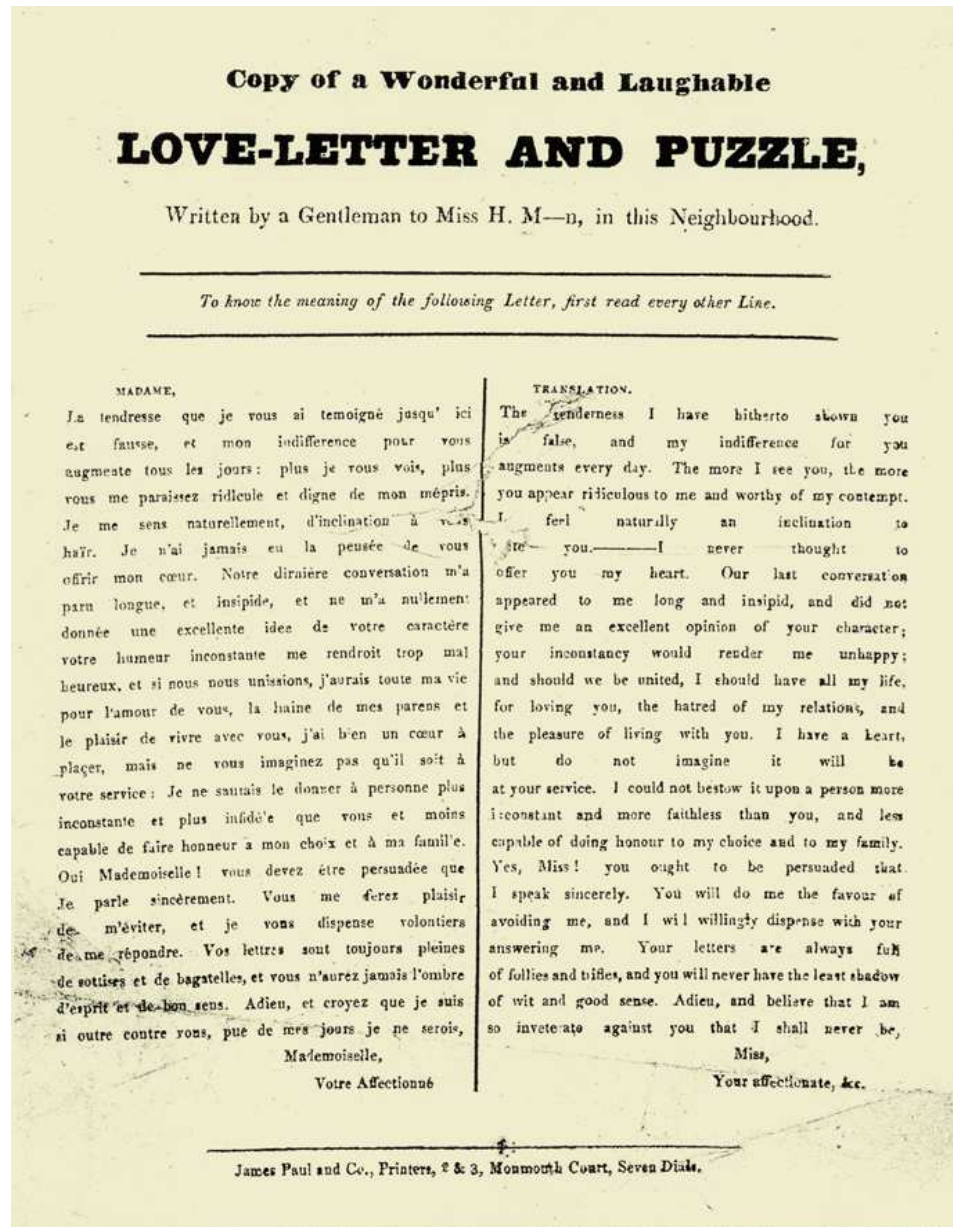 Copy of a Wonderful and Laughable
LOVE-LETTER AND PUZZLE,
Written by a Gentleman to Miss H. M—n, in this Neighbourhood.
To know the meaning of the following Letter, first read every other Line.
MADAME,
La tendresse que je vous ai temoigné jusqu' ici
est fausse, et mon indifference pour vous
augmente tous les jours: plus je vous vois, plus
vous me paraissez ridicule et digne de mon mépris.
Je me sens naturellement, d'inclination à vous
haïr. Je n'ai jamais eu la pensée de vous
offrir mon cœur. Notre dirnière conversation m'a
paru longue, et insipide, et ne m'a nullement
donnée une excellente idee de votre caractère
votre humeur inconstante me rendroit trop mal
heureux, et si nous nous unissions, j'aurais toute ma vie
pour l'amour de vous, la haine de mes parens et
le plaisir de vivre avec vous, j'ai bien un cœur à
plaçer, mais ne vous imaginez pas qu'il soit à
votre service: Je ne saurais le donner à personne plus
inconstante et plus infidèle que vous et moins
capable de faire honneur a mon choix et à ma famille.
Oui Mademoiselle! vous devez être persuadée que
Je parle sincèrement. Vous me ferez plaisir
de m'éviter, et je vous dispense volontiers
de me répondre. Vos lettres sont toujours pleines
de sottises et de bagatelles, et vous n'aurez jamais l'ombre
d'esprit et de bon sens. Adieu, et croyez que je suis
si outre contre vous, que de mes jours je ne serois,
Mademoiselle,
Votre Affectionné
TRANSLATION.
The tenderness I have hitherto shown you
is false, and my indifference for you
augments every day. The more I see you, the more
you appear ridiculous to me and worthy of my contempt.
I feel naturally an inclination to
you.———I never thought to
offer you my heart. Our last conversation
appeared to me long and insipid, and did not
give me an excellent opinion of your character;
your inconstancy would render me unhappy;
and should we be united, I should have all my life,
for loving you, the hatred of my relations, and
the pleasure of living with you. I have a heart,
but do not imagine it will be
at your service. I could not bestow it upon a person more
inconstant and more faithless than you, and less
capable of doing honour to my choice and to my family.
Yes, Miss! you ought to be persuaded that
I speak sincerely. You will do me the favour of
avoiding me, and I will willingly dispense with your
answering me. Your letters are always full
of follies and trifles, and you will never have the least shadow
of wit and good sense. Adieu, and believe that I am
so inveterate against you that I shall never be,
Miss,
Your affectionate, &c.
James Paul and Co., Printers, 2 & 3, Monmouth Court, Seven Dials.